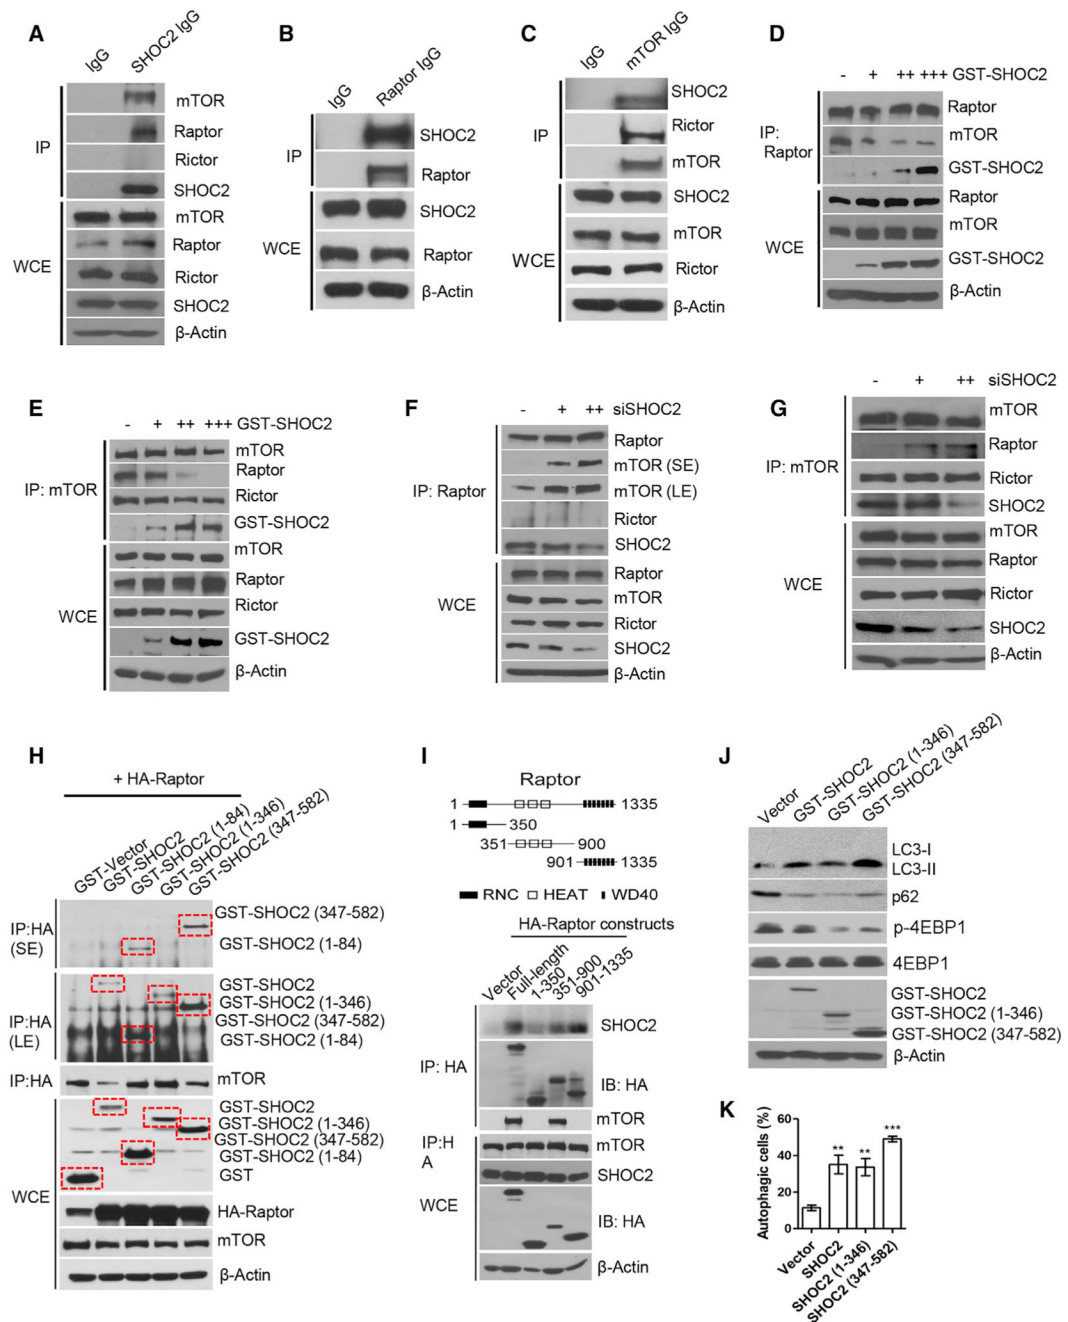 A
IgG
SHOC2 IgG
IP
mTOR
Raptor
Rictor
SHOC2
WCE
mTOR
Raptor
Rictor
SHOC2
β-Actin
B
IgG
Raptor IgG
IP
SHOC2
Raptor
WCE
SHOC2
Raptor
β-Actin
C
IgG
mTOR IgG
IP
SHOC2
Rictor
mTOR
WCE
SHOC2
mTOR
Rictor
β-Actin
D
- + ++ +++ GST-SHOC2
IP: Raptor
Raptor
mTOR
GST-SHOC2
WCE
Raptor
mTOR
GST-SHOC2
β-Actin
E
- + ++ +++ GST-SHOC2
IP: mTOR
mTOR
Raptor
Rictor
GST-SHOC2
WCE
mTOR
Raptor
Rictor
GST-SHOC2
β-Actin
F
- + ++ siSHOC2
IP: Raptor
Raptor
mTOR (SE)
mTOR (LE)
Rictor
SHOC2
WCE
Raptor
mTOR
Rictor
SHOC2
β-Actin
G
- + ++ siSHOC2
IP: mTOR
mTOR
Raptor
Rictor
SHOC2
WCE
mTOR
Raptor
Rictor
SHOC2
β-Actin
H
+ HA-Raptor
GST-Vector
GST-SHOC2
GST-SHOC2 (1-84)
GST-SHOC2 (1-346)
GST-SHOC2 (347-582)
IP:HA
(SE)
GST-SHOC2 (347-582)
GST-SHOC2 (1-84)
IP:HA
(LE)
GST-SHOC2
GST-SHOC2 (1-346)
GST-SHOC2 (347-582)
GST-SHOC2 (1-84)
IP:HA
mTOR
WCE
GST-SHOC2
GST-SHOC2 (1-346)
GST-SHOC2 (347-582)
GST-SHOC2 (1-84)
GST
HA-Raptor
mTOR
β-Actin
I
Raptor
1 1335
1 350
351 900
901 1335
RNC HEAT WD40
HA-Raptor constructs
Vector
Full-length
1-350
351-900
901-1335
IP: HA
SHOC2
IB: HA
mTOR
IP:H
A
mTOR
SHOC2
WCE
IB: HA
β-Actin
J
Vector
GST-SHOC2
GST-SHOC2 (1-346)
GST-SHOC2 (347-582)
LC3-I
LC3-II
p62
p-4EBP1
4EBP1
GST-SHOC2
GST-SHOC2 (1-346)
GST-SHOC2 (347-582)
β-Actin
K
Autophagic cells (%)
60
40
20
0
**
**
***
Vector
SHOC2
SHOC2 (1-346)
SHOC2 (347-582)